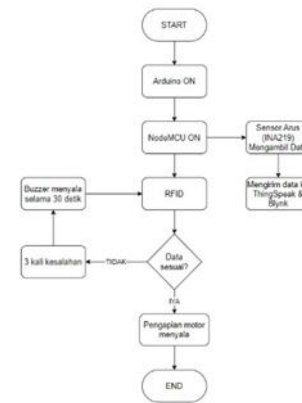 START
Arduino ON
NodeMCU ON
Sensor Arus
(INA219)
Mengambil Data
Buzzer menyala
selama 30 detik
RFID
Mengirim data k
ThingSpeak &
Blynk
3 kali kesalahan
TIDAK
Data
sesuai?
IYA
Pengapian motor
menyala
END